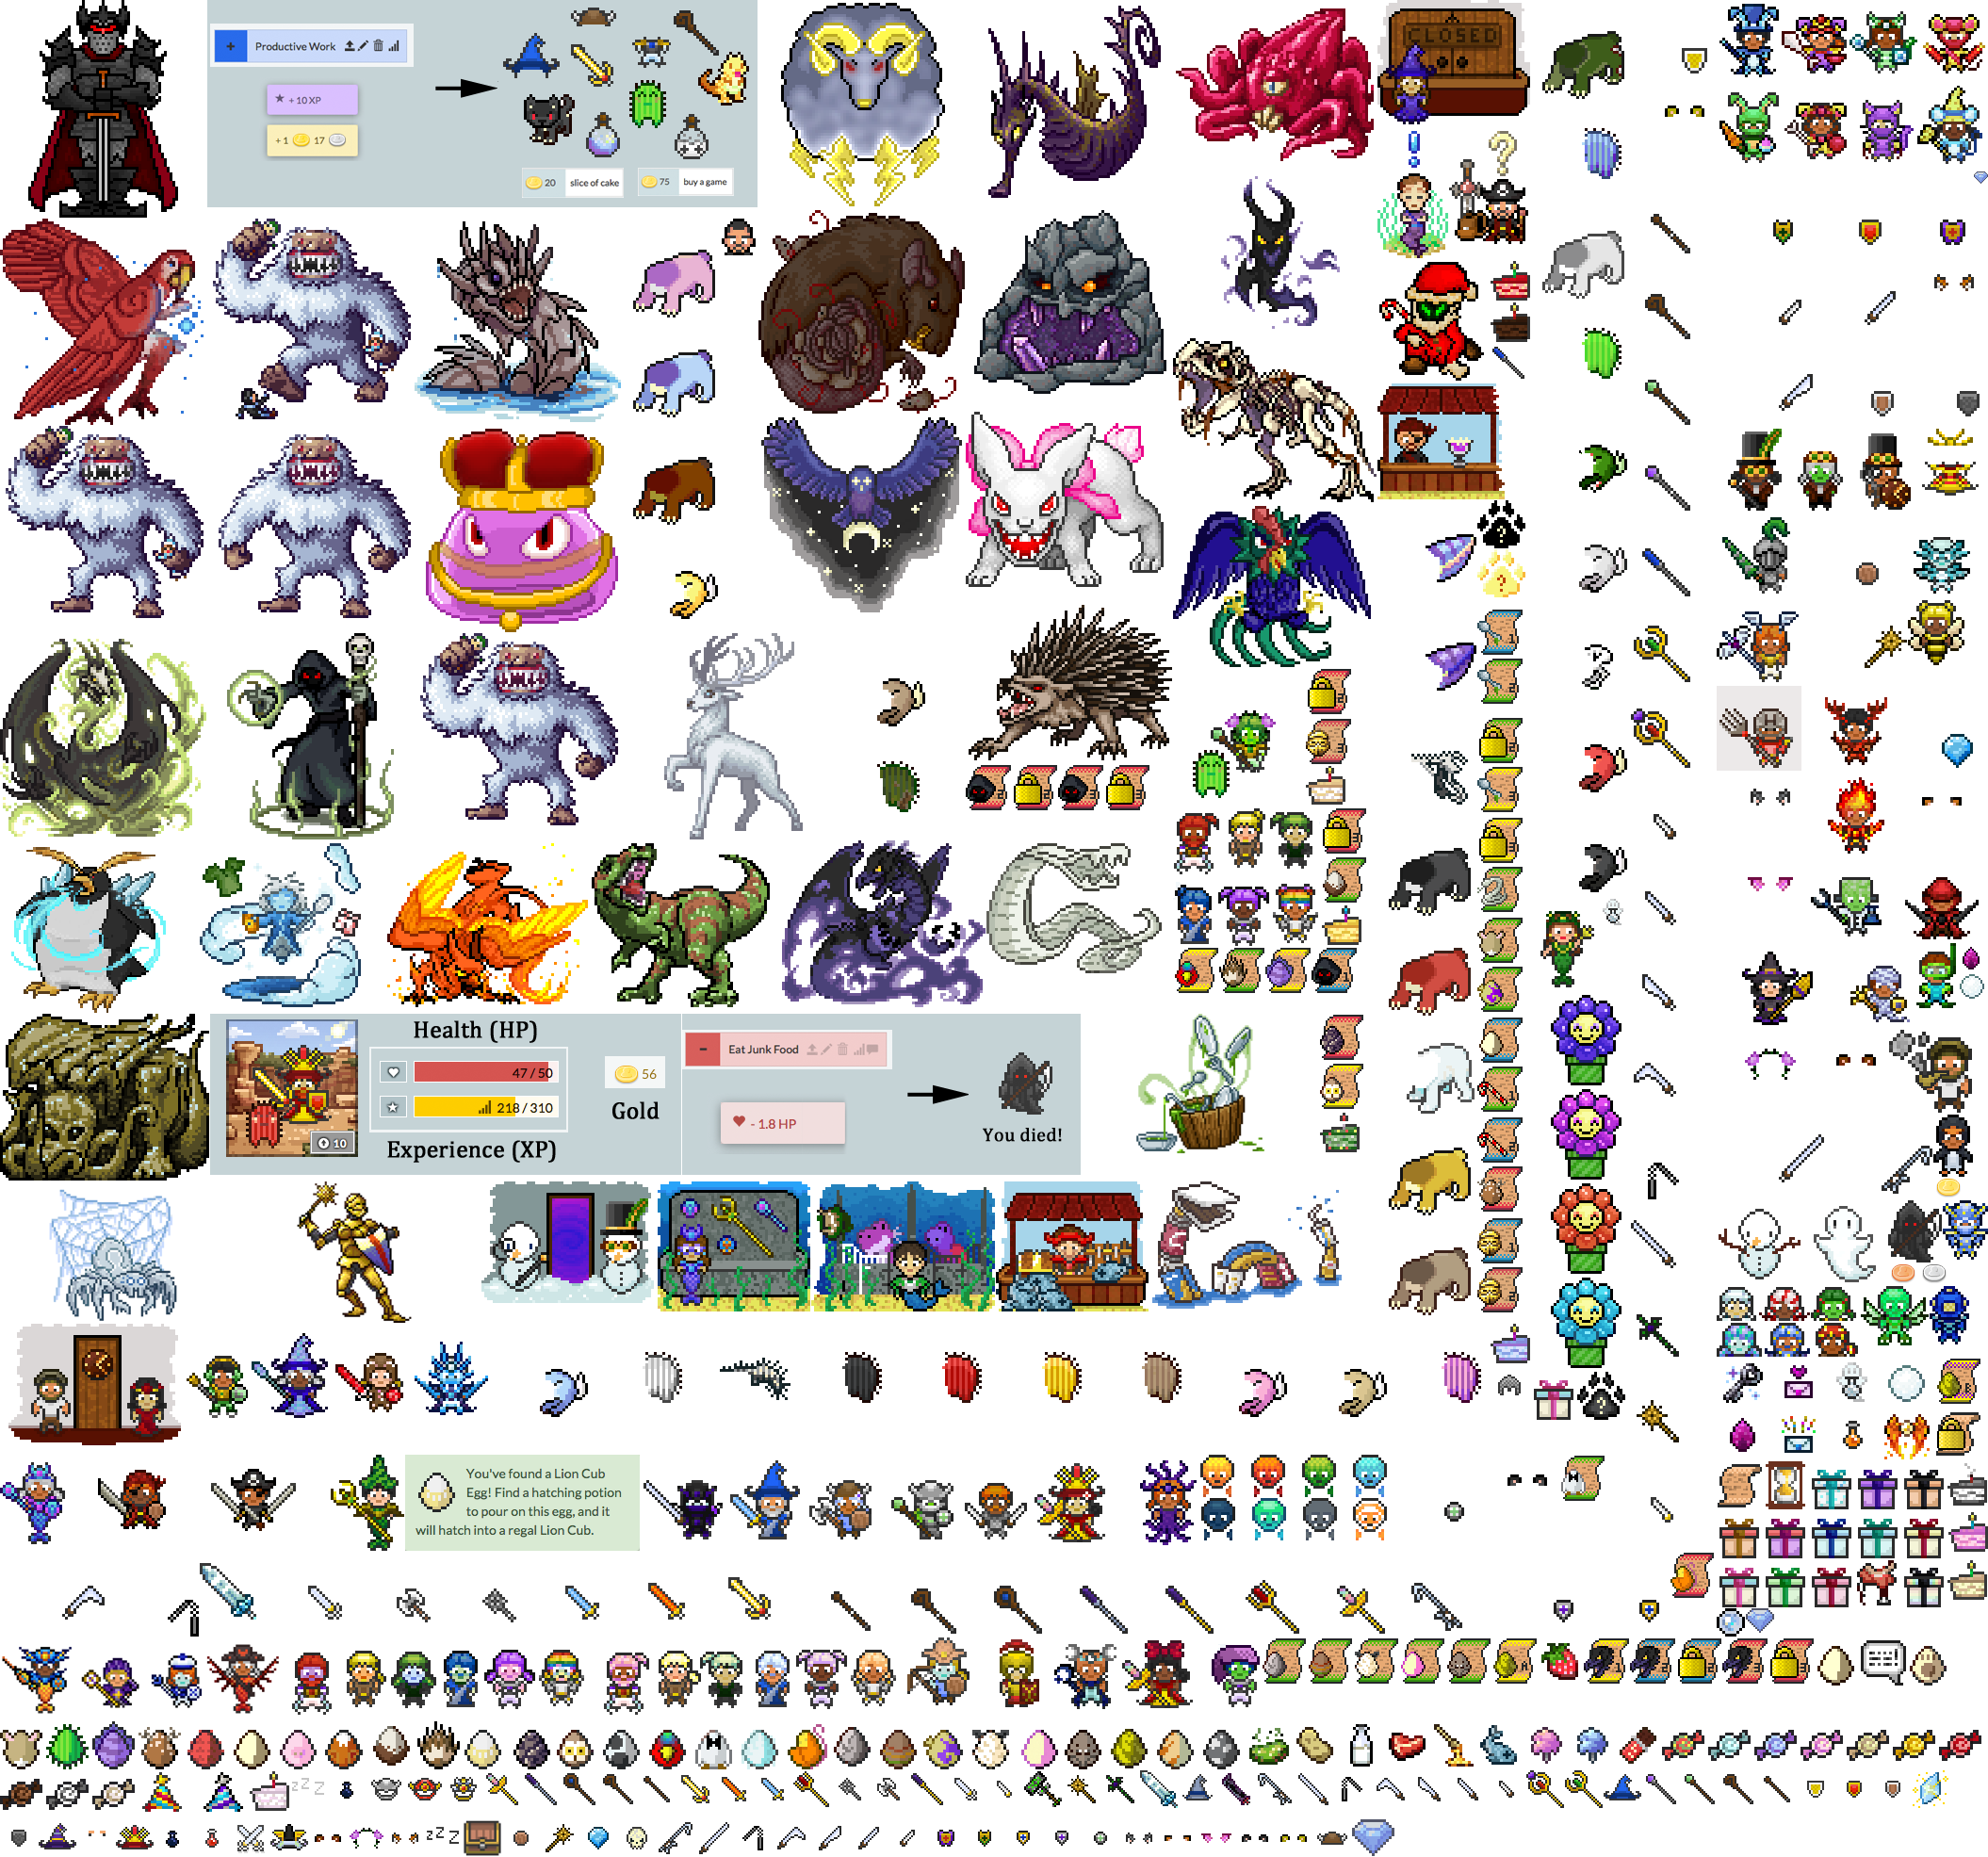 Productive Work
+ 10 XP
+ 1 17
20 slice of cake
75 buy a game
CLOSED
Health (HP)
47 / 50
218 / 310
Experience (XP)
10
56
Gold
Eat Junk Food
- 1.8 HP
You died!
You've found a Lion Cub
Egg! Find a hatching potion
to pour on this egg, and it
will hatch into a regal Lion Cub.